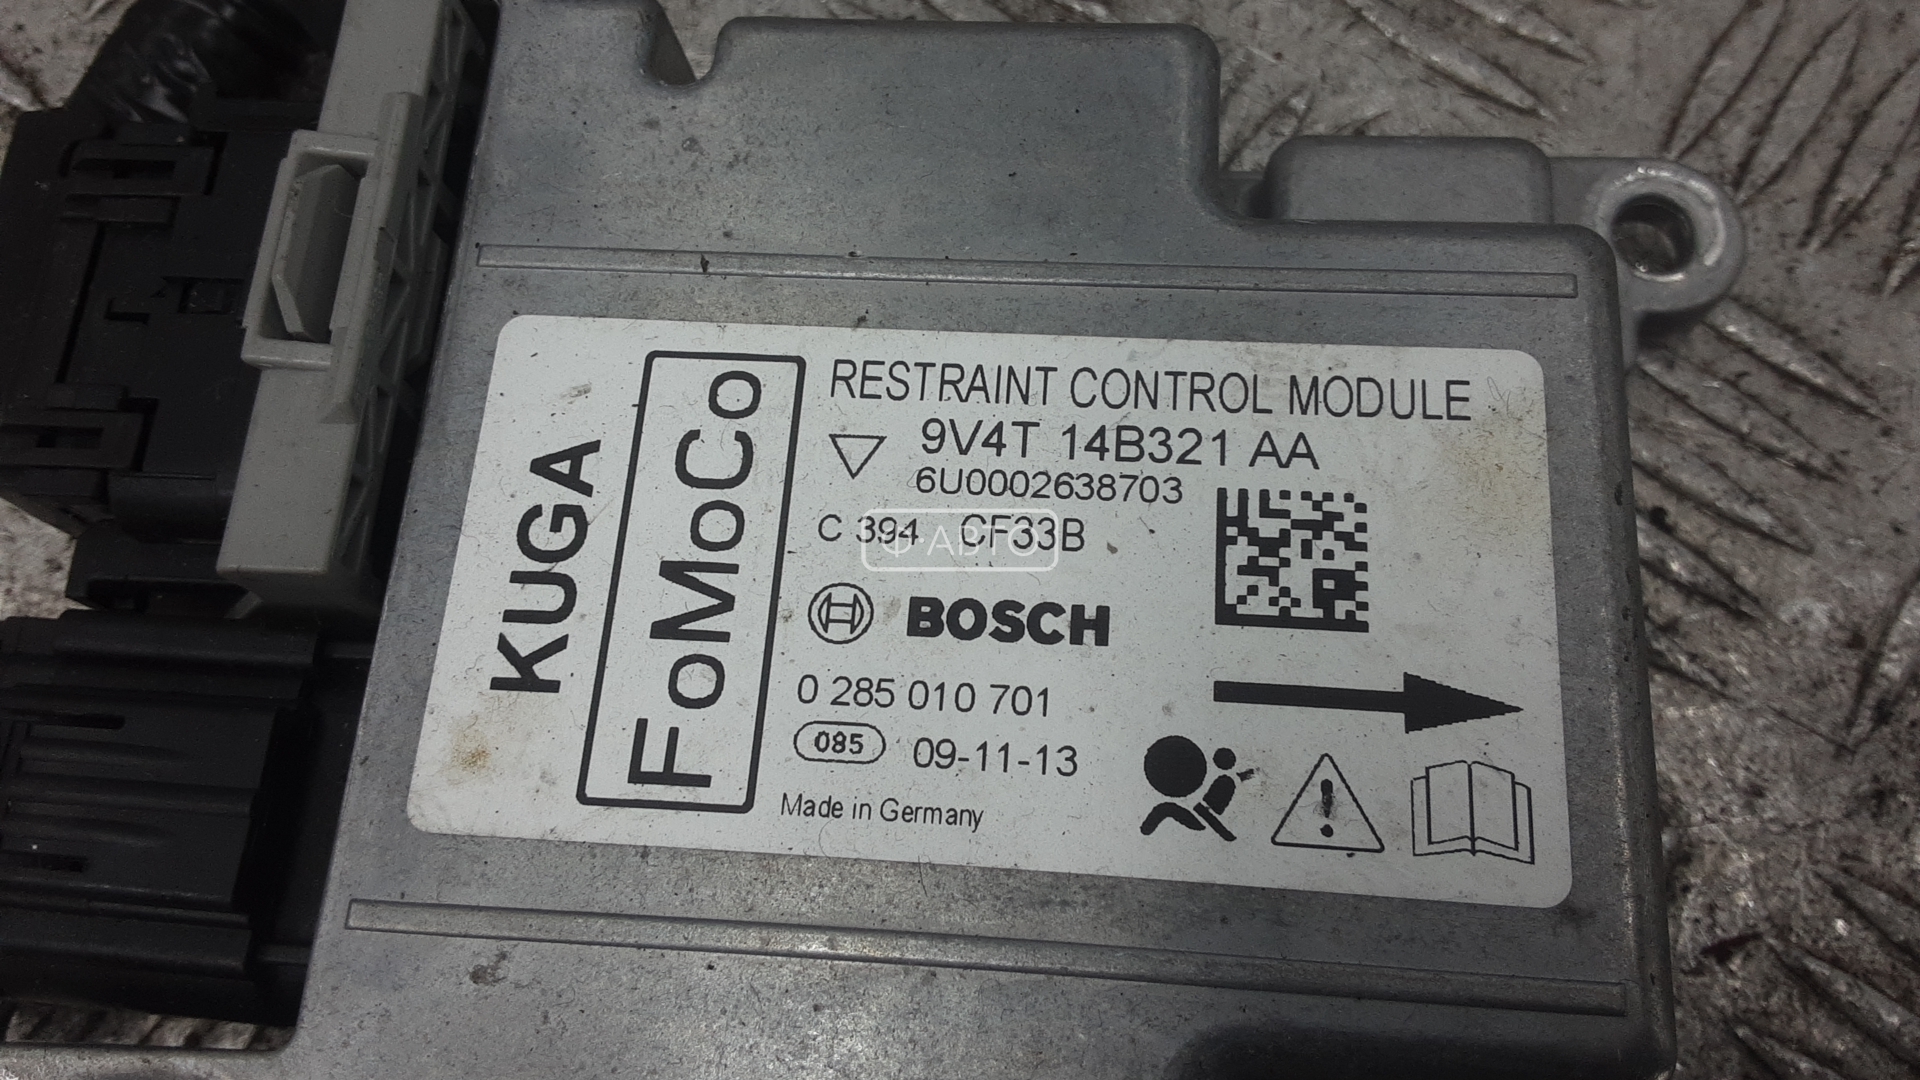 KUGA
FoMoCo
RESTRAINT CONTROL MODULE
9V4T 14B321 AA
6U0002638703
C 394 CF33B
Ф АВТО
BOSCH
0 285 010 701
085 09-11-13
Made in Germany